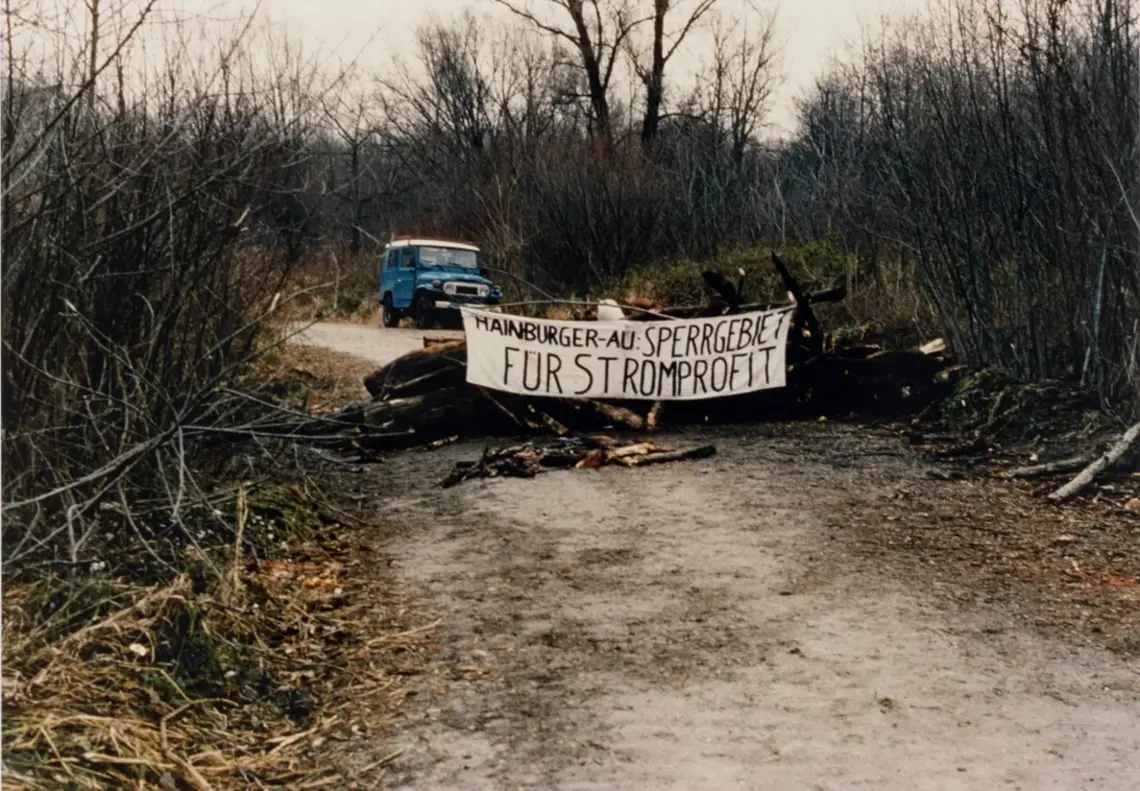 HAINBURGER-AU: SPERRGEBIET
FÜR STROMPROFIT